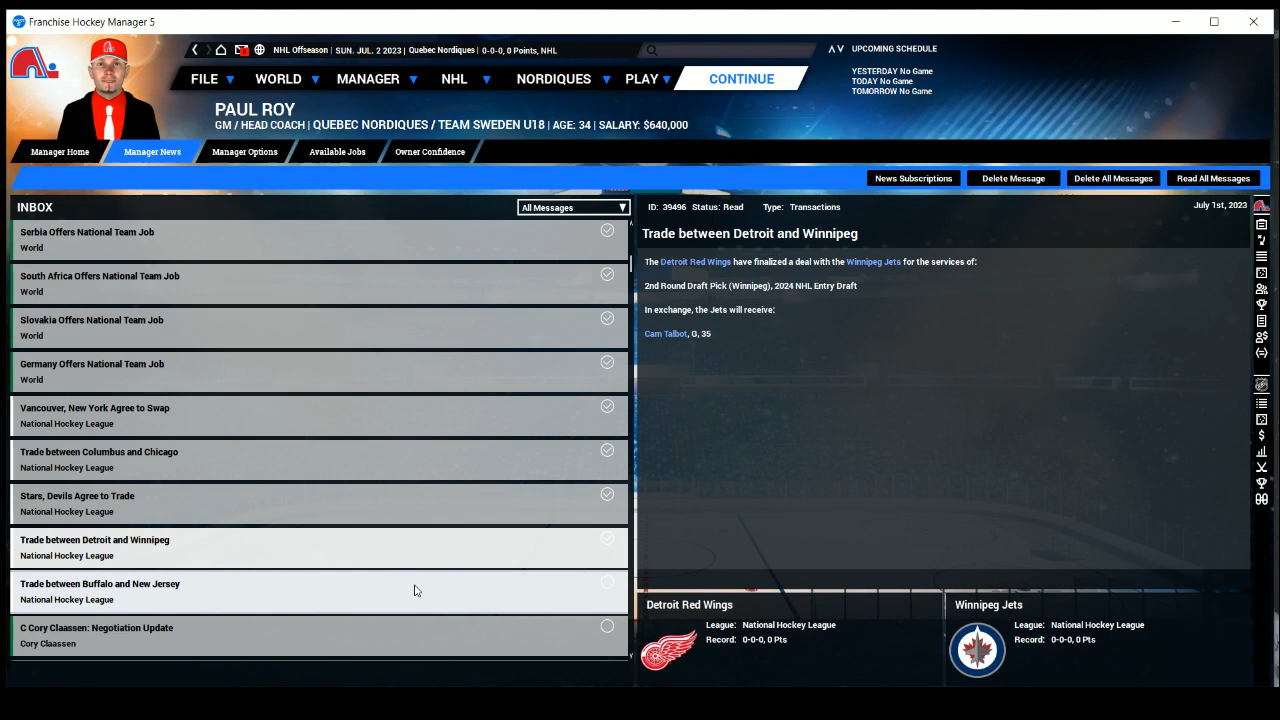 Franchise Hockey Manager 5
NHL Offseason | SUN. JUL. 2 2023 | Quebec Nordiques | 0-0-0, 0 Points, NHL
FILE WORLD MANAGER NHL NORDIQUES PLAY CONTINUE
UPCOMING SCHEDULE
YESTERDAY No Game
TODAY No Game
TOMORROW No Game
PAUL ROY
GM / HEAD COACH | QUEBEC NORDIQUES / TEAM SWEDEN U18 | AGE: 34 | SALARY: $640,000
Manager Home Manager News Manager Options Available Jobs Owner Confidence
News Subscriptions Delete Message Delete All Messages Read All Messages
INBOX All Messages
Serbia Offers National Team Job
World
South Africa Offers National Team Job
World
Slovakia Offers National Team Job
World
Germany Offers National Team Job
World
Vancouver, New York Agree to Swap
National Hockey League
Trade between Columbus and Chicago
National Hockey League
Stars, Devils Agree to Trade
National Hockey League
Trade between Detroit and Winnipeg
National Hockey League
Trade between Buffalo and New Jersey
National Hockey League
C Cory Claassen: Negotiation Update
Cory Claassen
ID: 39496 Status: Read Type: Transactions July 1st, 2023
Trade between Detroit and Winnipeg
The Detroit Red Wings have finalized a deal with the Winnipeg Jets for the services of:
2nd Round Draft Pick (Winnipeg), 2024 NHL Entry Draft
In exchange, the Jets will receive:
Cam Talbot, G, 35
Detroit Red Wings
League: National Hockey League
Record: 0-0-0, 0 Pts
Winnipeg Jets
League: National Hockey League
Record: 0-0-0, 0 Pts